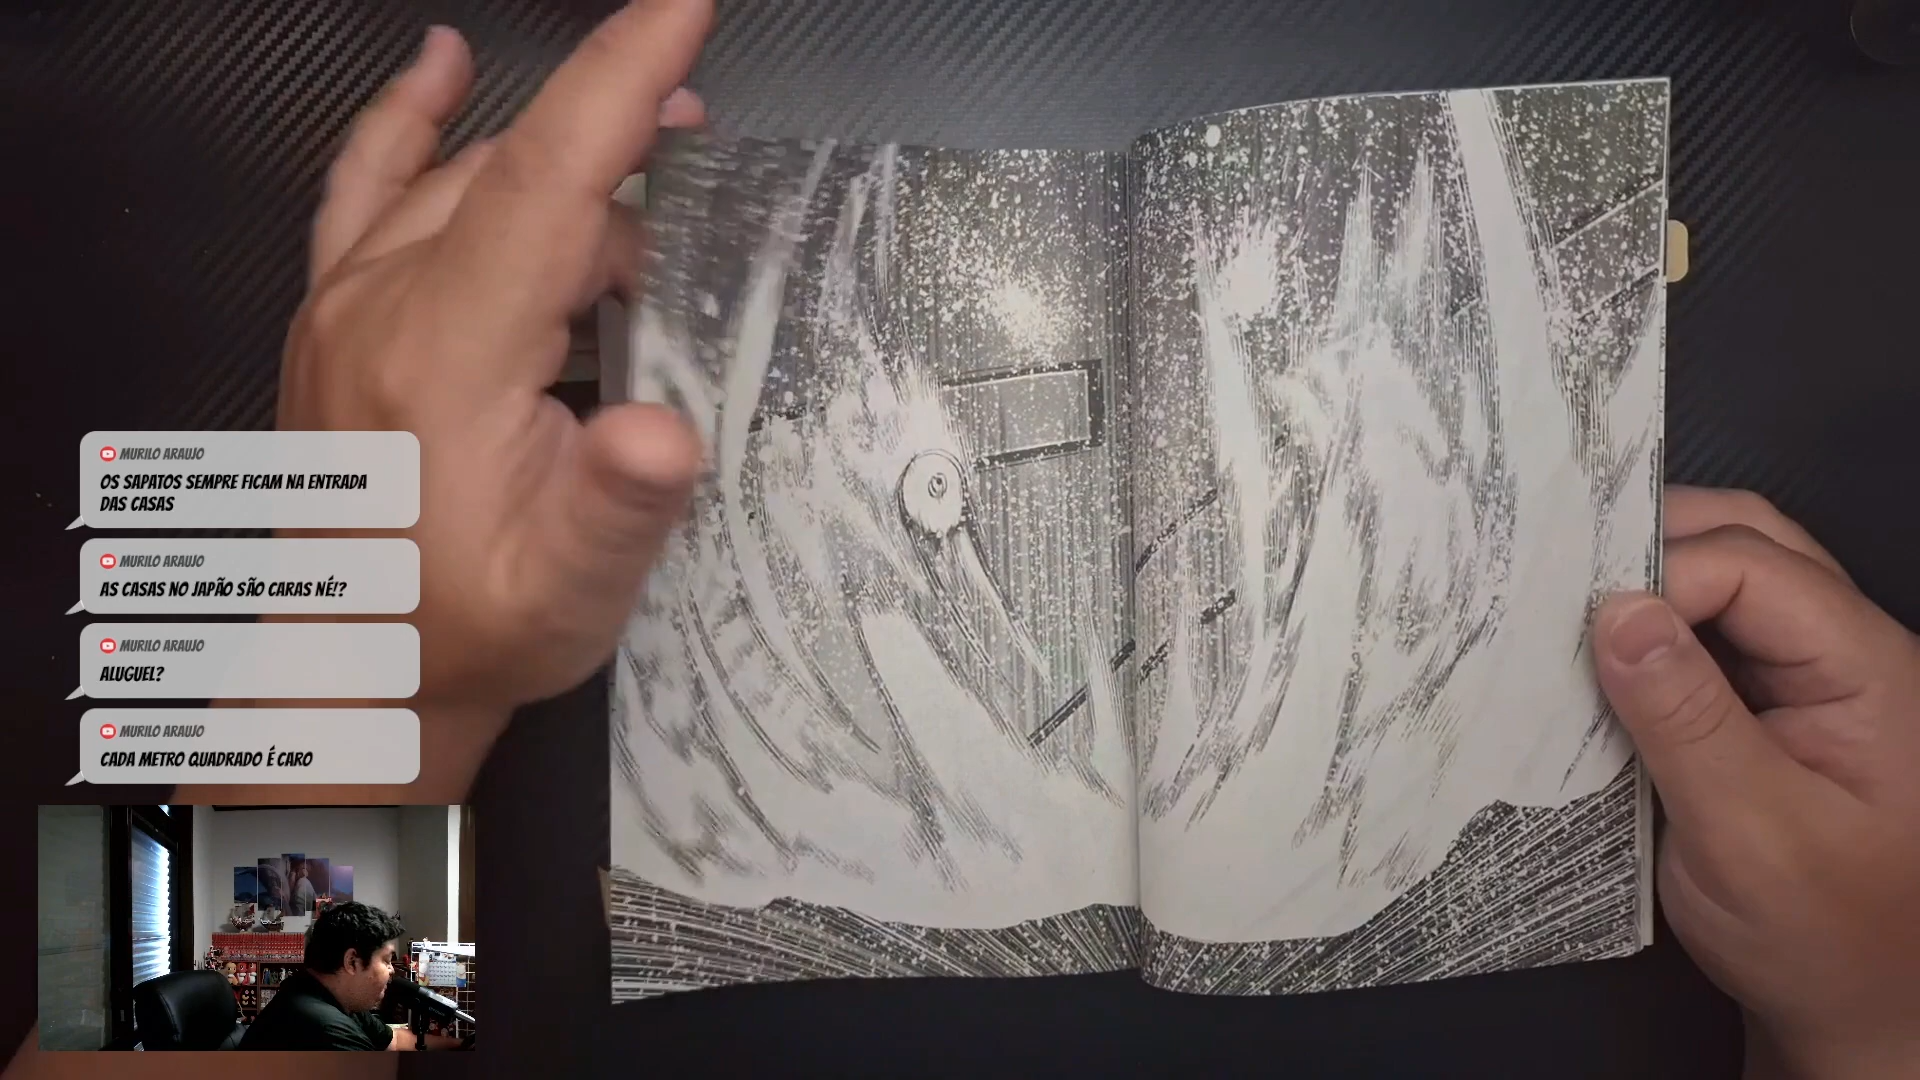 MURILO ARAUJO
OS SAPATOS SEMPRE FICAM NA ENTRADA
DAS CASAS
MURILO ARAUJO
AS CASAS NO JAPÃO SÃO CARAS NÉ!?
MURILO ARAUJO
ALUGUEL?
MURILO ARAUJO
CADA METRO QUADRADO É CARO